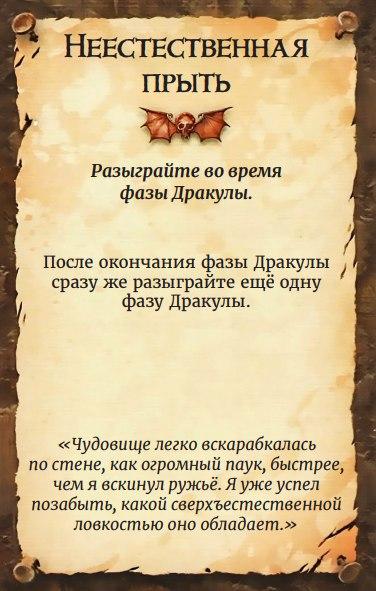 Неестественная
прыть
Разыграйте во время
фазы Дракулы.
После окончания фазы Дракулы
сразу же разыграйте ещё одну
фазу Дракулы.
«Чудовище легко вскарабкалась
по стене, как огромный паук, быстрее,
чем я вскинул ружьё. Я уже успел
позабыть, какой сверхъестественной
ловкостью оно обладает.»